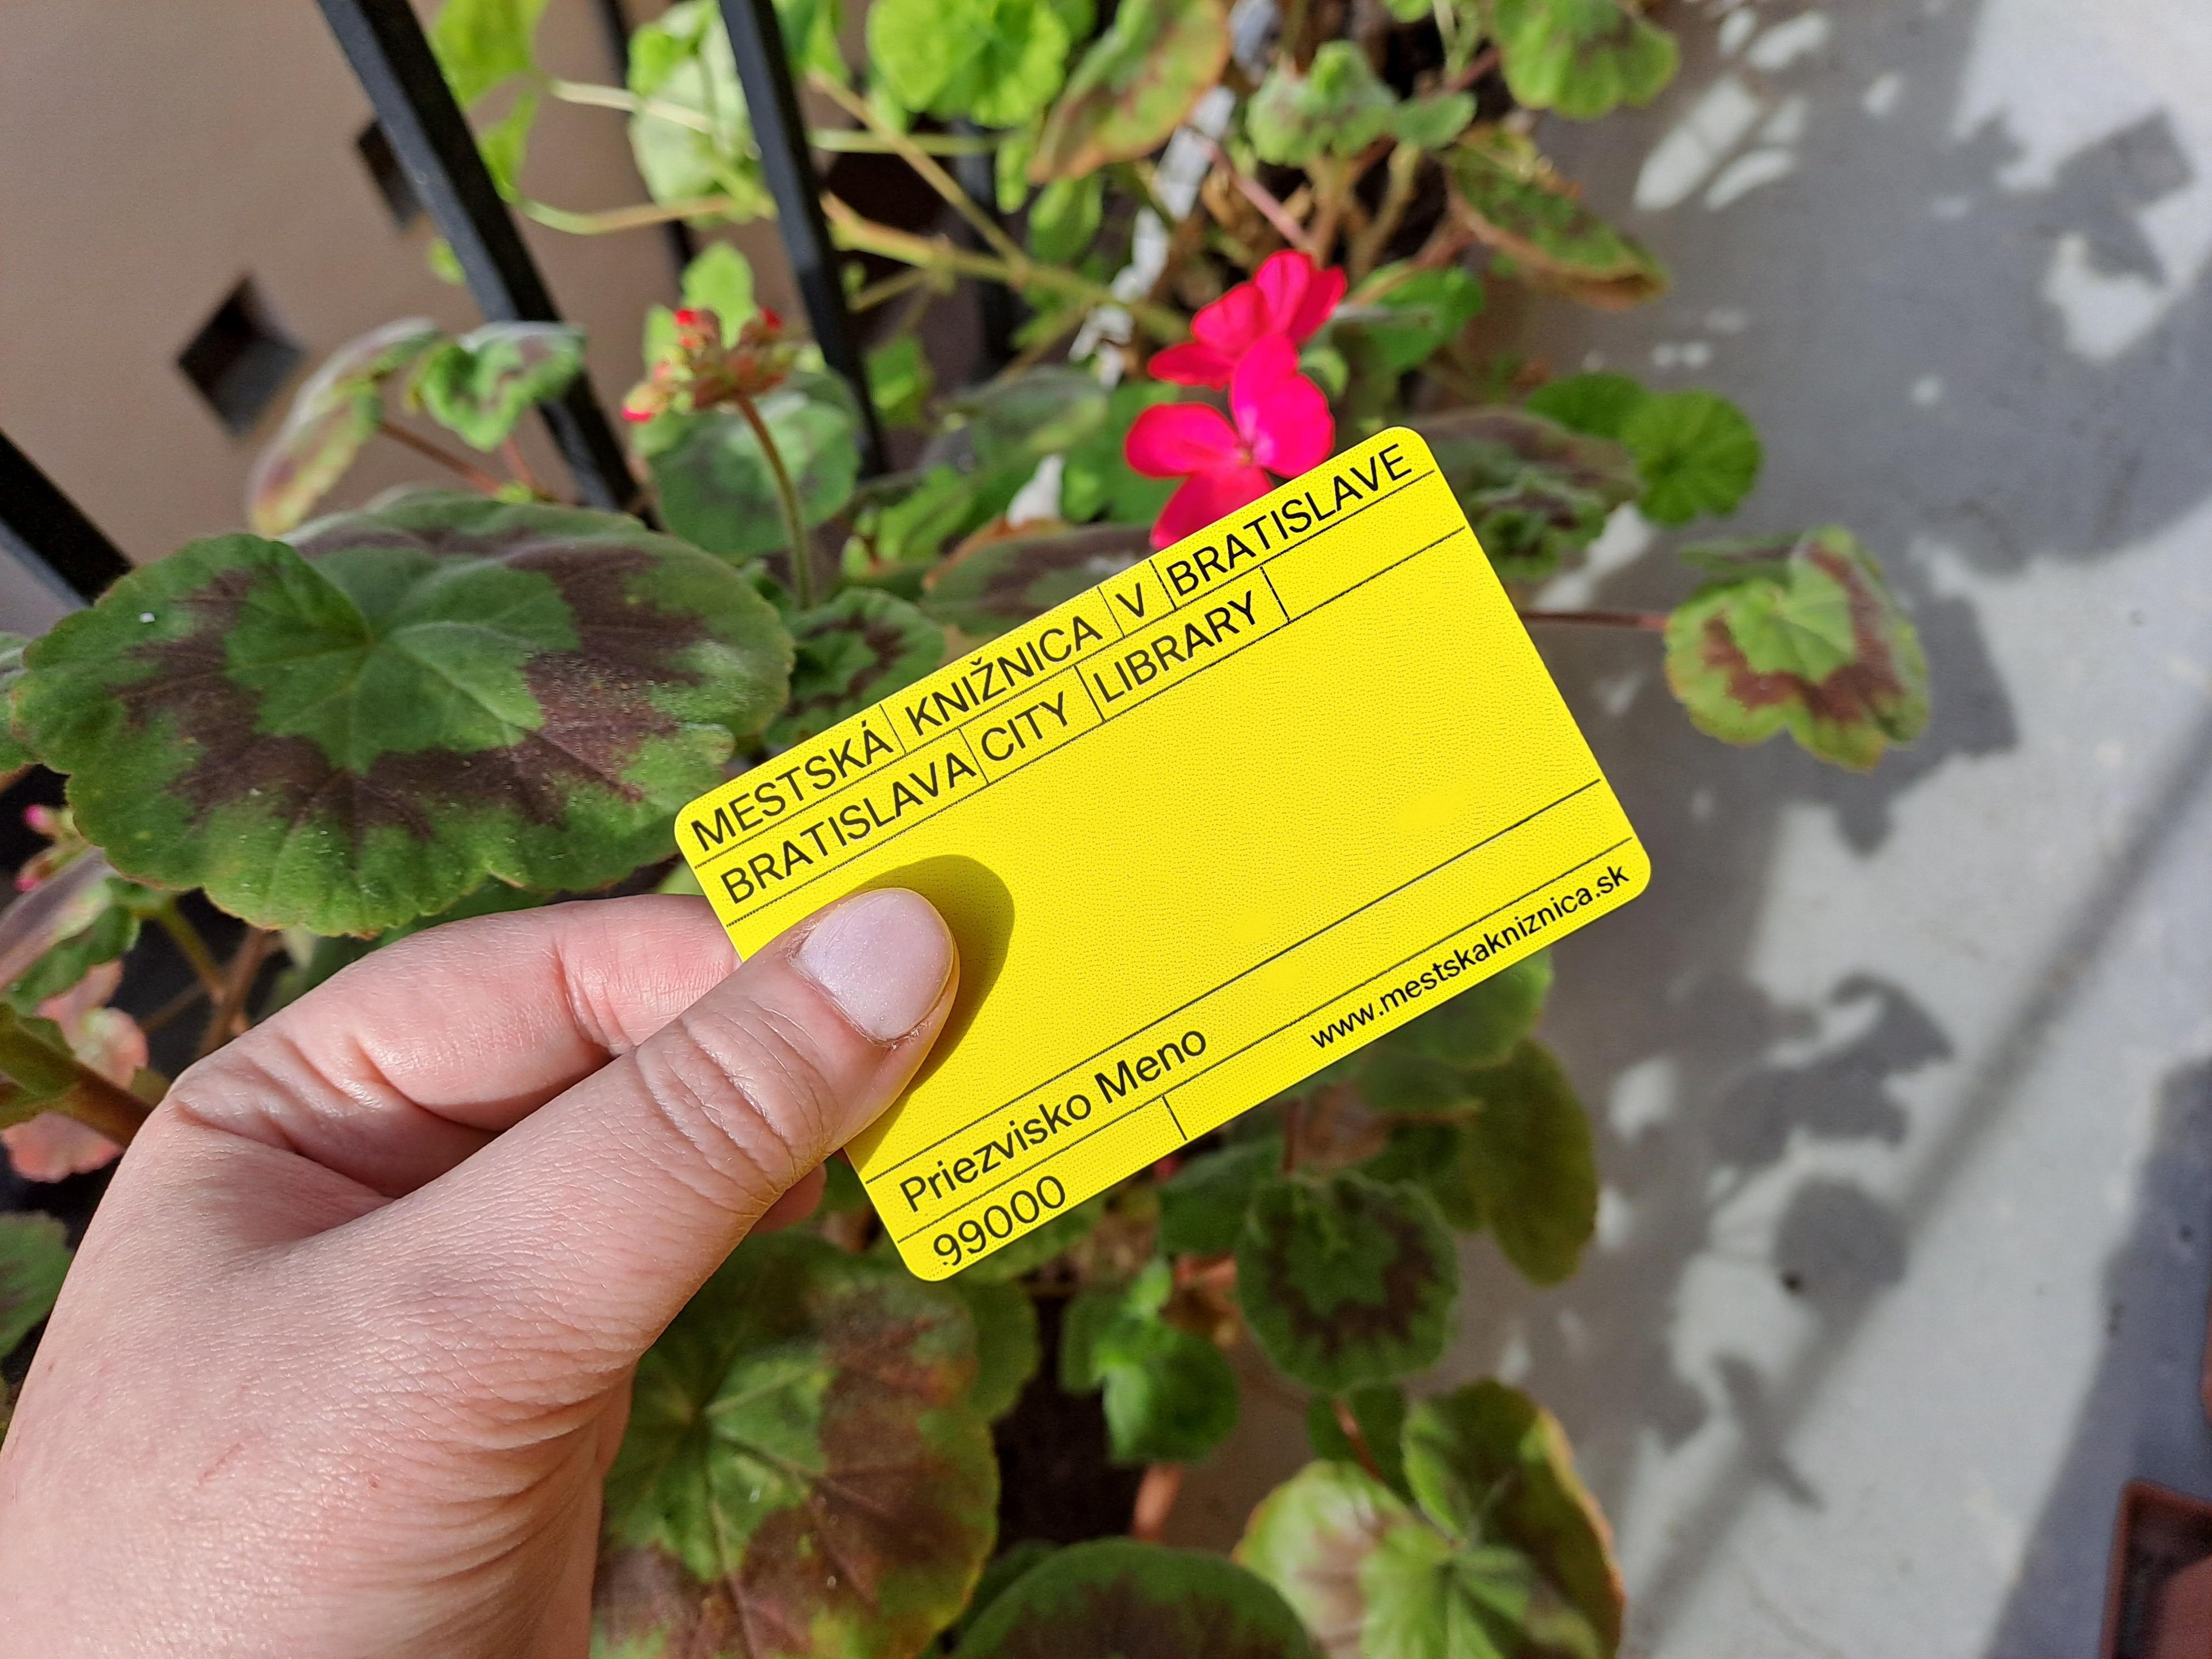 MESTSKÁ KNIŽNICA V BRATISLAVE
BRATISLAVA CITY LIBRARY
Priezvisko Meno
99000
www.mestskakniznica.sk